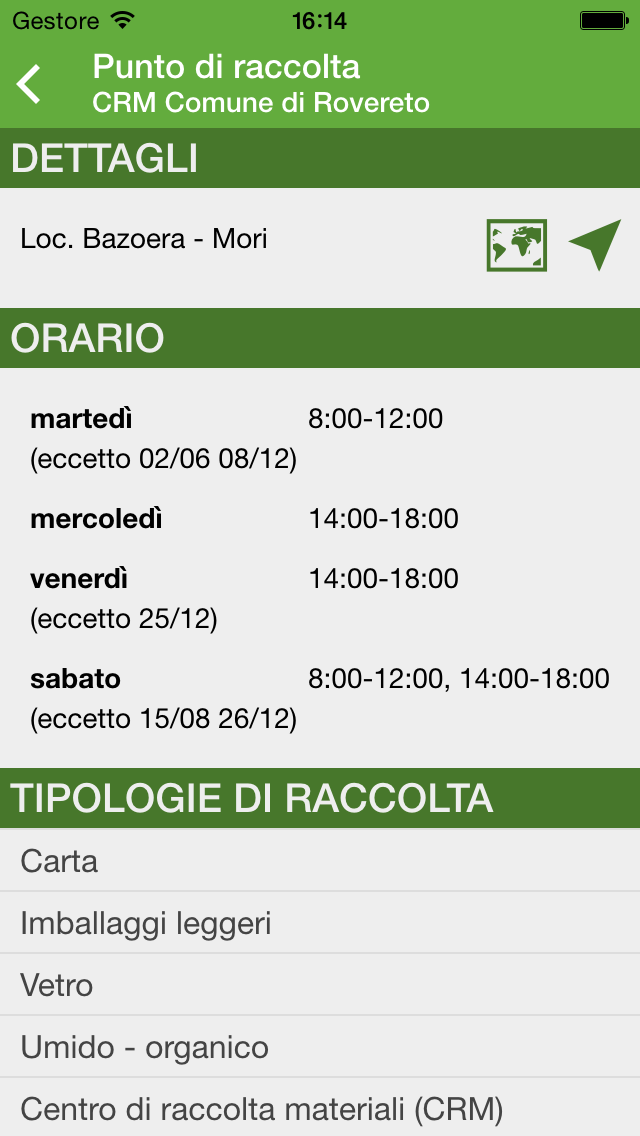 Gestore 16:14
Punto di raccolta
CRM Comune di Rovereto
DETTAGLI
Loc. Bazoera - Mori
ORARIO
martedì 8:00-12:00
(eccetto 02/06 08/12)
mercoledì 14:00-18:00
venerdì 14:00-18:00
(eccetto 25/12)
sabato 8:00-12:00, 14:00-18:00
(eccetto 15/08 26/12)
TIPOLOGIE DI RACCOLTA
Carta
Imballaggi leggeri
Vetro
Umido - organico
Centro di raccolta materiali (CRM)